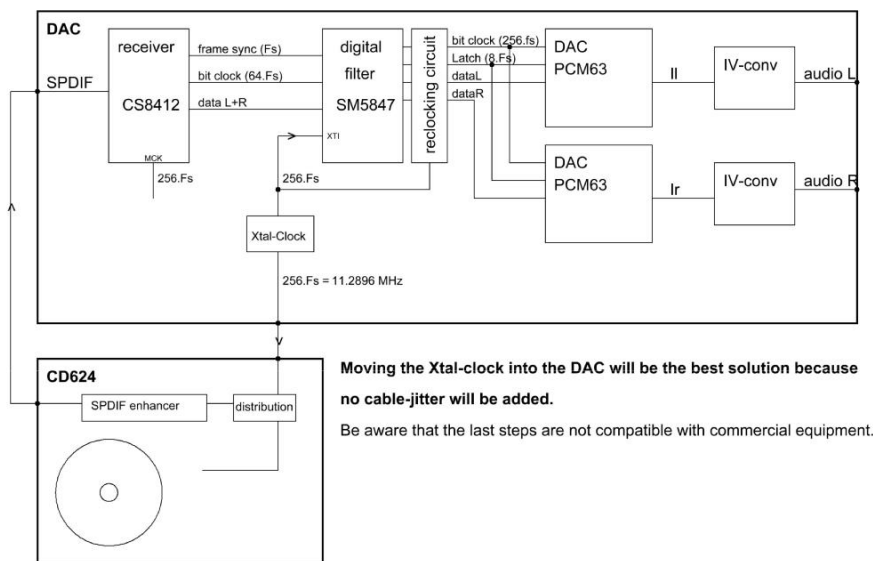 DAC
receiver
CS8412
MCK
256.Fs
SPDIF
frame sync (Fs)
bit clock (64.Fs)
data L+R
digital
filter
SM5847
XTI
256.Fs
reclocking circuit
bit clock (256.fs)
Latch (8.Fs)
dataL
dataR
DAC
PCM63
Il
IV-conv
audio L
DAC
PCM63
Ir
IV-conv
audio R
Xtal-Clock
256.Fs = 11.2896 MHz
CD624
SPDIF enhancer
distribution
Moving the Xtal-clock into the DAC will be the best solution because
no cable-jitter will be added.
Be aware that the last steps are not compatible with commercial equipment.